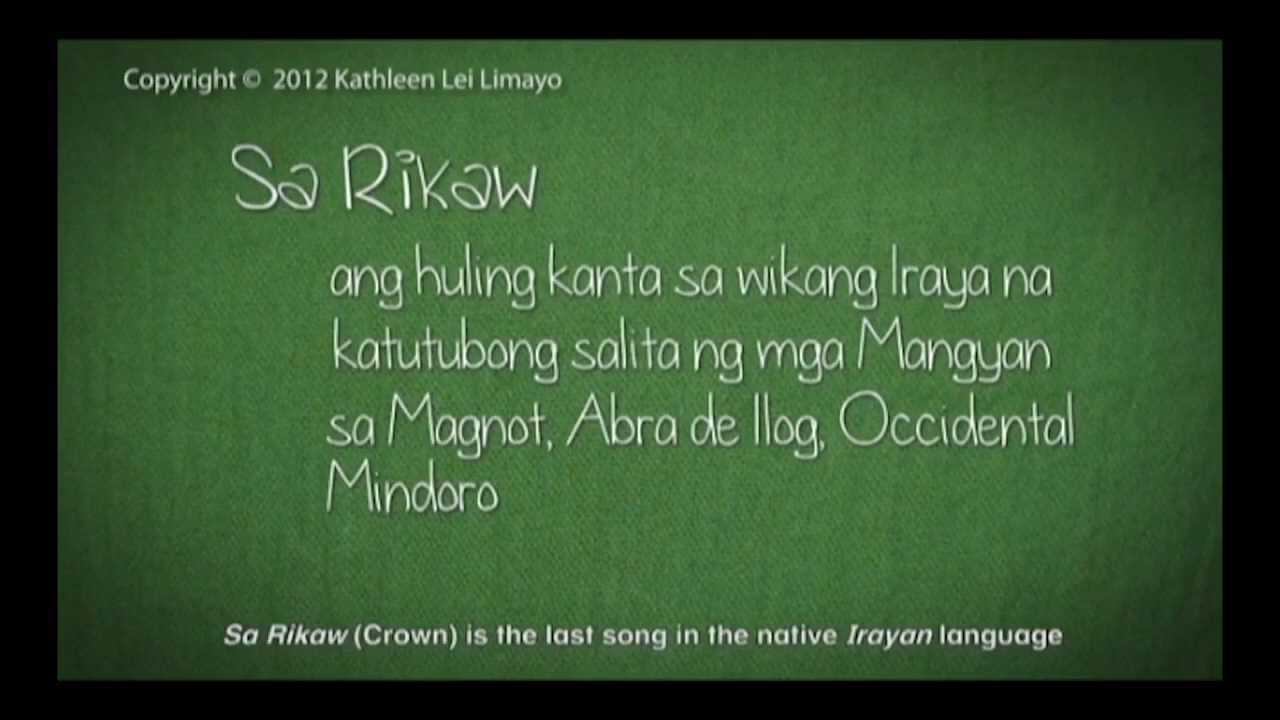 Copyright © 2012 Kathleen Lei Limayo
Sa Rikaw
ang huling kanta sa wikang Iraya na
katutubong salita ng mga Mangyan
sa Magnot, Abra de Ilog, Occidental
Mindoro
Sa Rikaw (Crown) is the last song in the native Irayan language